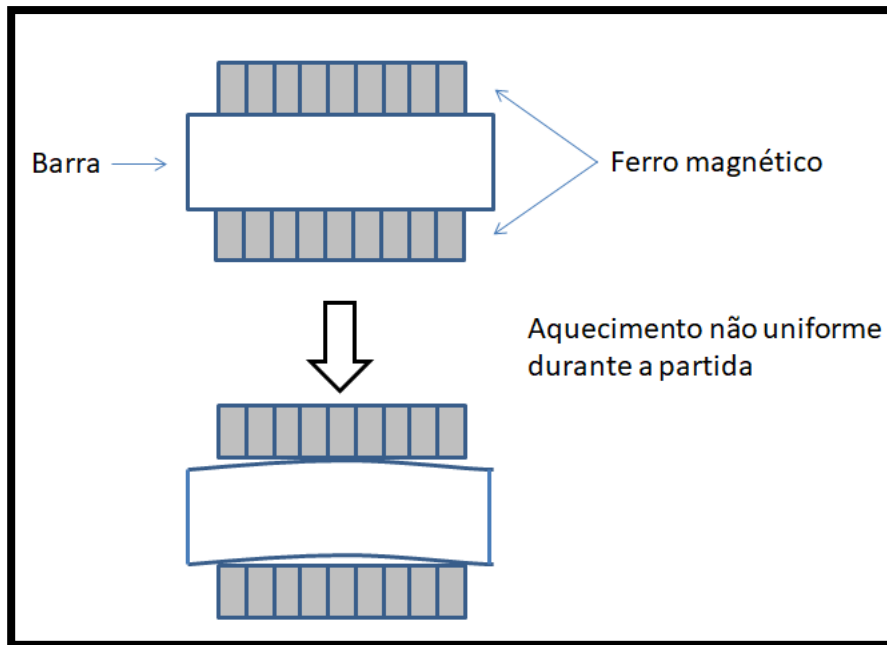 Barra
Ferro magnético
Aquecimento não uniforme
durante a partida